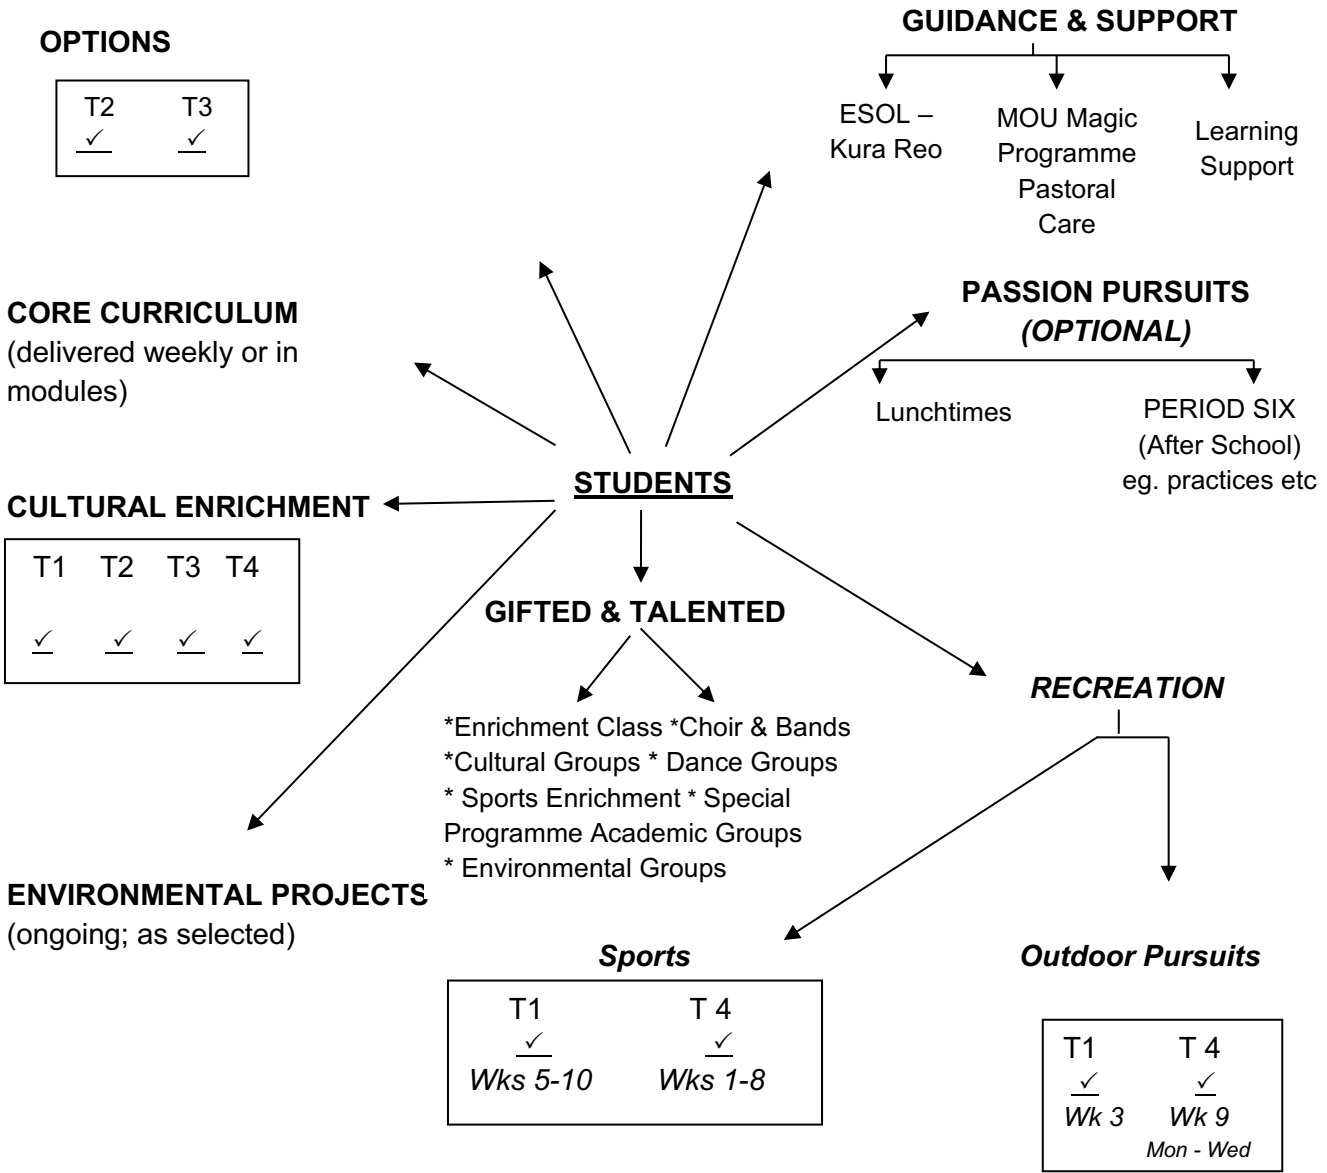 OPTIONS
T2 T3
✓ ✓
GUIDANCE & SUPPORT
ESOL –
Kura Reo
MOU Magic
Programme
Pastoral
Care
Learning
Support
CORE CURRICULUM
(delivered weekly or in
modules)
PASSION PURSUITS
(OPTIONAL)
Lunchtimes
PERIOD SIX
(After School)
eg. practices etc
STUDENTS
CULTURAL ENRICHMENT
T1 T2 T3 T4
✓ ✓ ✓ ✓
GIFTED & TALENTED
*Enrichment Class *Choir & Bands
*Cultural Groups * Dance Groups
* Sports Enrichment * Special
Programme Academic Groups
* Environmental Groups
RECREATION
ENVIRONMENTAL PROJECTS
(ongoing; as selected)
Sports
T1 T 4
✓ ✓
Wks 5-10 Wks 1-8
Outdoor Pursuits
T1 T 4
✓ ✓
Wk 3 Wk 9
Mon - Wed